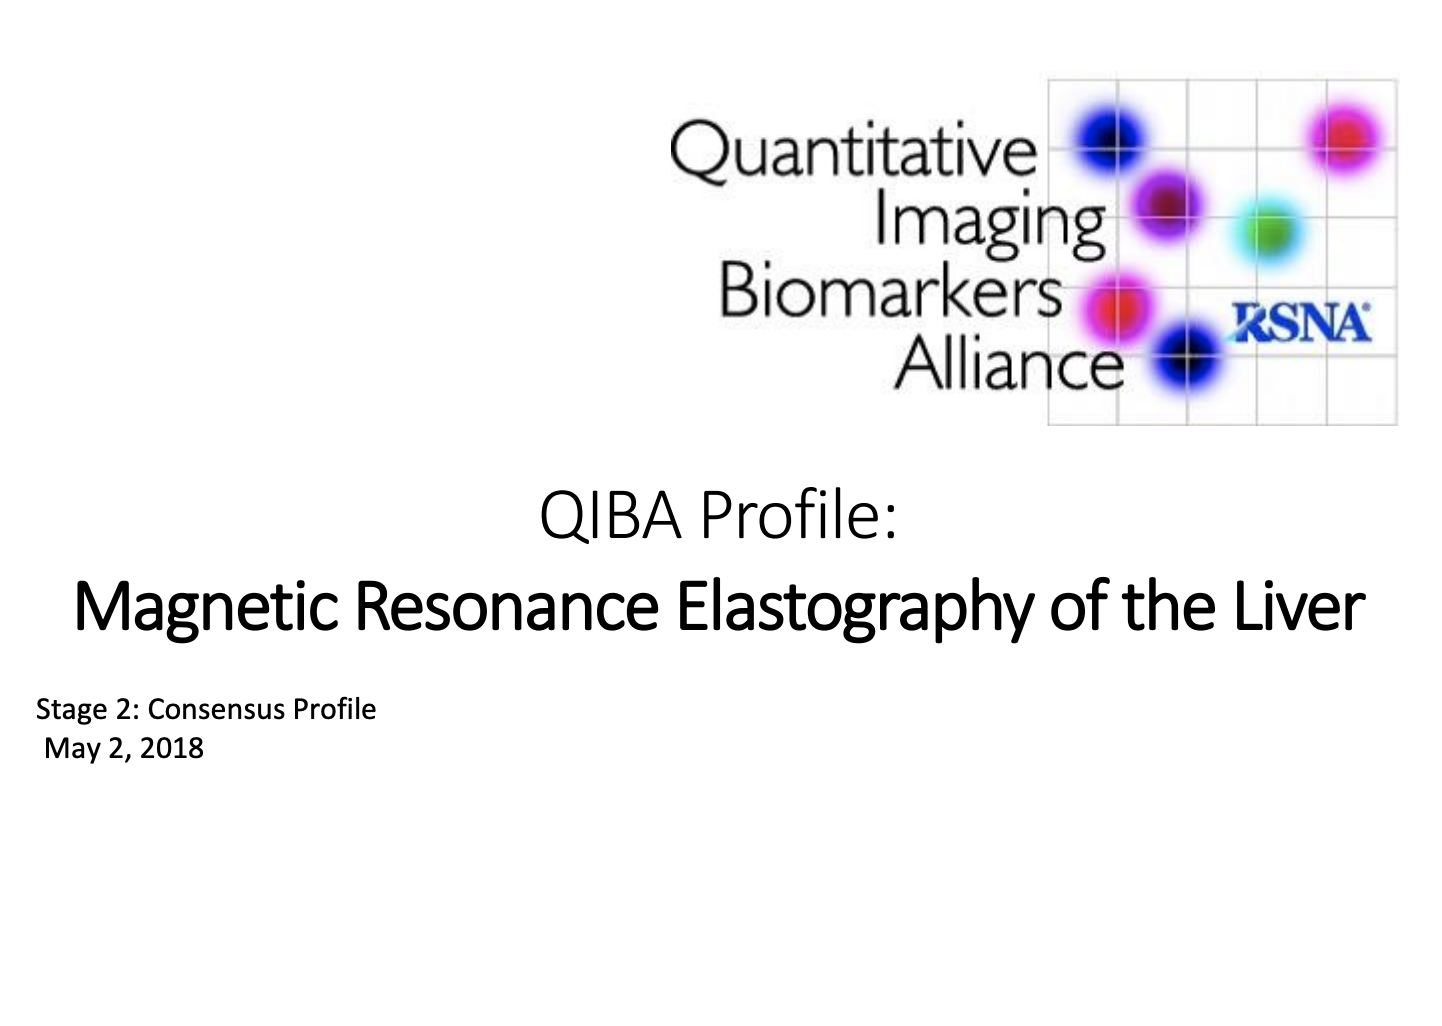 Quantitative
Imaging
Biomarkers
RSNA®
Alliance
QIBA Profile:
Magnetic Resonance Elastography of the Liver
Stage 2: Consensus Profile
May 2, 2018